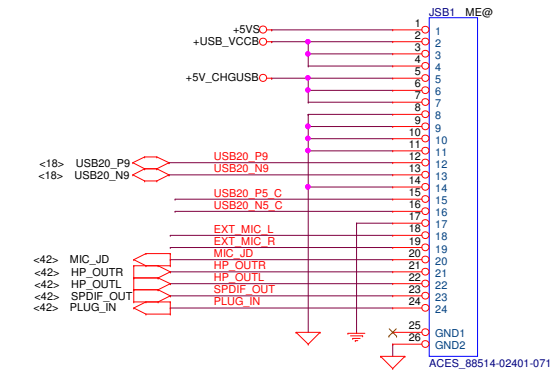 JSB1 ME@
+5VS 1 1
+USB_VCCB 2 2
3 3
4 4
+5V_CHGUSB 5 5
6 6
7 7
8 8
9 9
10 10
11 11
<18> USB20_P9 USB20_P9 12 12
<18> USB20_N9 USB20_N9 13 13
14 14
USB20_P5_C 15 15
USB20_N5_C 16 16
17 17
EXT_MIC_L 18 18
EXT_MIC_R 19 19
<42> MIC_JD MIC_JD 20 20
<42> HP_OUTR HP_OUTR 21 21
<42> HP_OUTL HP_OUTL 22 22
<42> SPDIF_OUT SPDIF_OUT 23 23
<42> PLUG_IN PLUG_IN 24 24
25 GND1
26 GND2
ACES_88514-02401-071